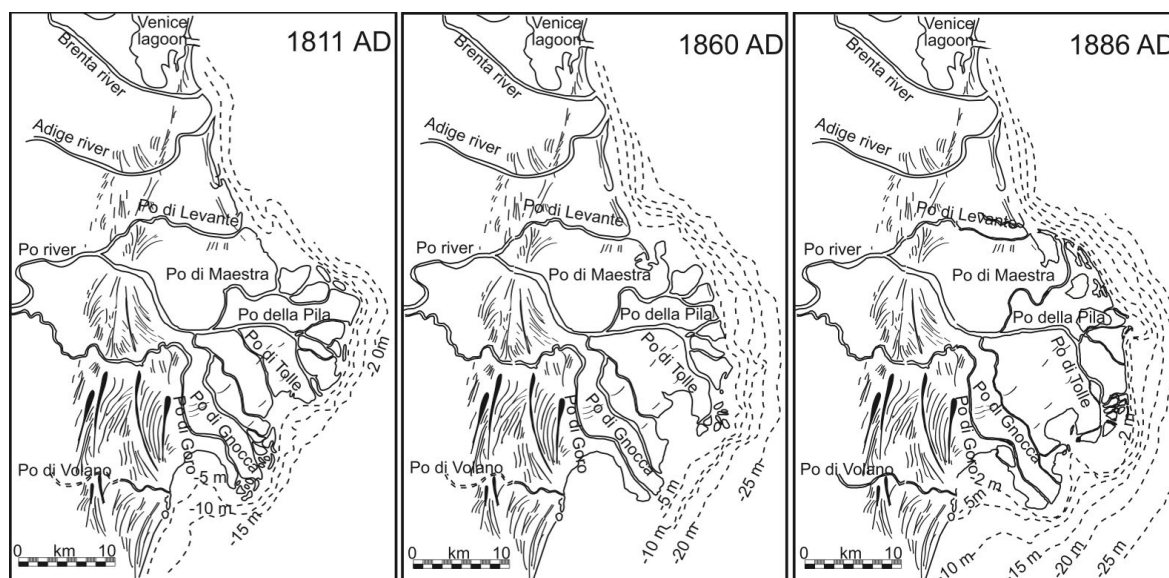 Venice
lagoon
1811 AD
Brenta river
Adige river
Po di Levante
Po river
Po di Maestra
Po della Pila
2.0m
Po di Tolle
Po di Gnocca
Po di Goro
Po di Volano
-5 m
-10 m
-15 m
0 km 10
Venice
lagoon
1860 AD
Brenta river
Adige river
Po di Levante
Po river
Po di Maestra
Po della Pila
Po di Tolle
Po di Gnocca
Po di Goro
Po di Volano
-5 m
-10 m
-20 m
-25 m
0 km 10
Venice
lagoon
1886 AD
Brenta river
Adige river
Po di Levante
Po river
Po di Maestra
Po della Pila
Po di Tolle
2 m
Po di Gnocca
Po di Goro
-2 m
Po di Volano
-5m
-10 m
-15 m
-20 m
-25 m
0 km 10